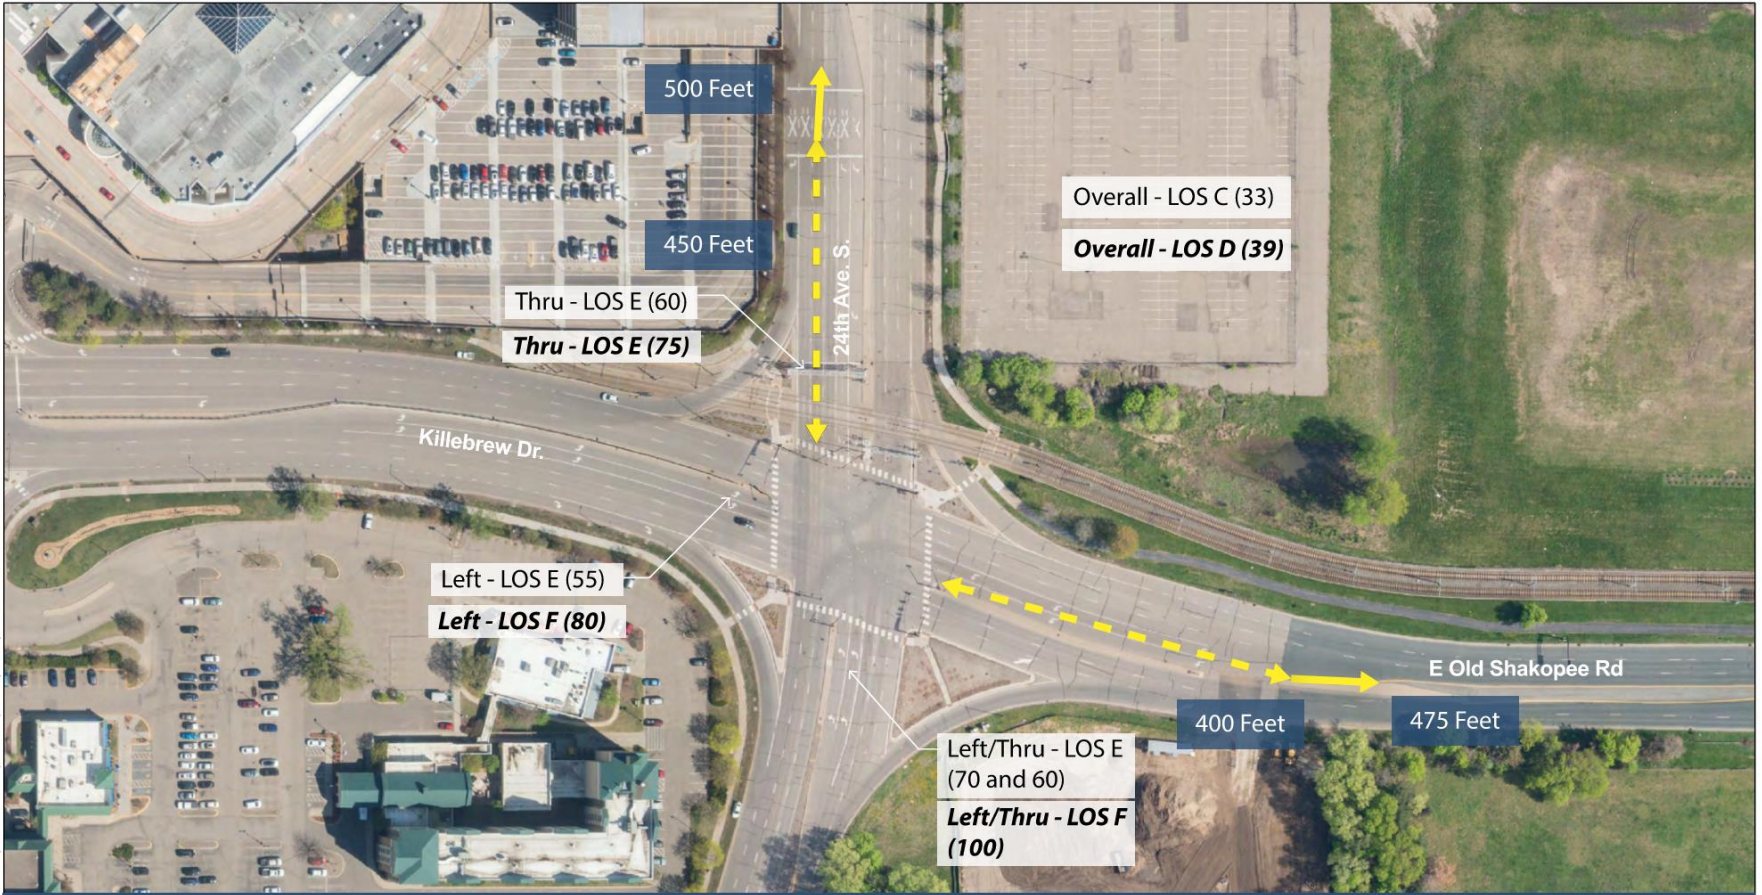 500 Feet
Overall - LOS C (33)
Overall - LOS D (39)
450 Feet
24th Ave. S.
Thru - LOS E (60)
Thru - LOS E (75)
Killebrew Dr.
Left - LOS E (55)
Left - LOS F (80)
E Old Shakopee Rd
400 Feet
475 Feet
Left/Thru - LOS E
(70 and 60)
Left/Thru - LOS F
(100)